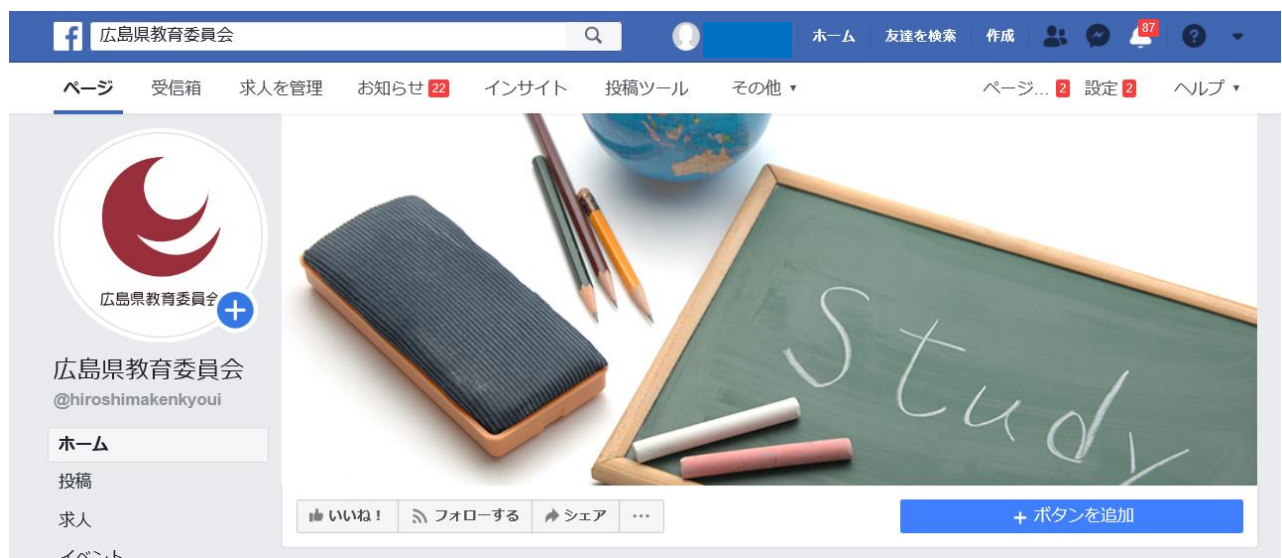 f 広島県教育委員会 ホーム 友達を検索 作成 87 ?
ページ 受信箱 求人を管理 お知らせ 22 インサイト 投稿ツール その他 ▼ ページ... 2 設定 2 ヘルプ ▼
広島県教育委員会
広島県教育委員会
@hiroshimakenkyoui
ホーム
投稿
求人
イベント
Study
いいね! フォローする シェア ...
+ ボタンを追加